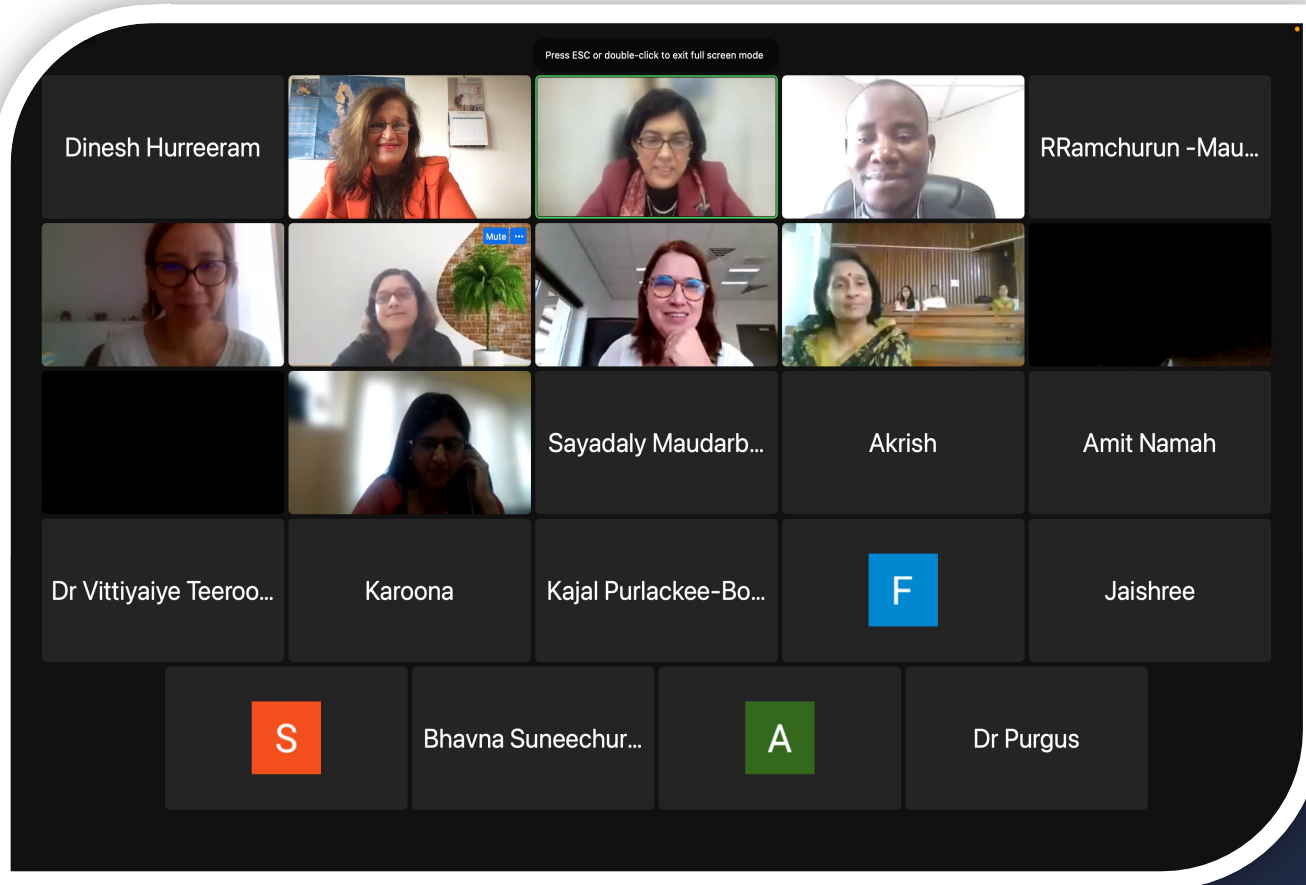 Press ESC or double-click to exit full screen mode
Dinesh Hurreeram
RRamchurun -Mau...
Mute ...
Sayadaly Maudarb...
Akrish
Amit Namah
Dr Vittiyaiye Teeroo...
Karoona
Kajal Purlackee-Bo...
F
Jaishree
S
Bhavna Suneechur...
A
Dr Purgus